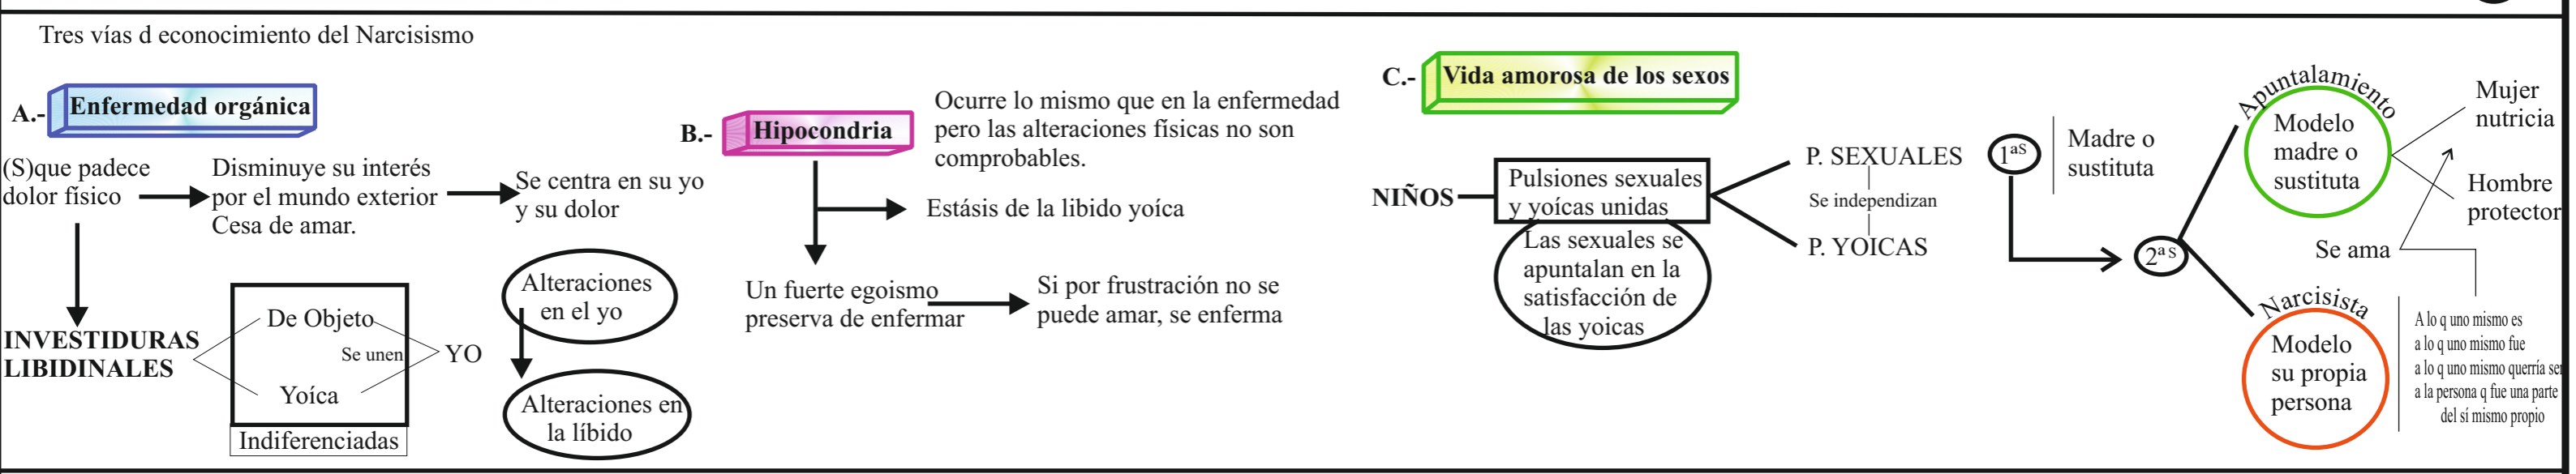 Tres vías d econocimiento del Narcisismo
A.- Enfermedad orgánica
(S)que padece
dolor físico
Disminuye su interés
por el mundo exterior
Cesa de amar.
Se centra en su yo
y su dolor
INVESTIDURAS
LIBIDINALES
De Objeto
Se unen
Yoíca
YO
Indiferenciadas
Alteraciones
en el yo
Alteraciones en
la líbido
B.- Hipocondria
Ocurre lo mismo que en la enfermedad
pero las alteraciones físicas no son
comprobables.
Estásis de la libido yoíca
Un fuerte egoismo
preserva de enfermar
Si por frustración no se
puede amar, se enferma
C.- Vida amorosa de los sexos
NIÑOS
Pulsiones sexuales
y yoícas unidas
Las sexuales se
apuntalan en la
satisfacción de
las yoicas
P. SEXUALES
Se independizan
P. YOICAS
1ªS
Madre o
sustituta
2ªS
Apuntalamiento
Modelo
madre o
sustituta
Mujer
nutricia
Hombre
protector
Se ama
Narcisista
Modelo
su propia
persona
A lo q uno mismo es
a lo q uno mismo fue
a lo q uno mismo querría ser
a la persona q fue una parte
del sí mismo propio